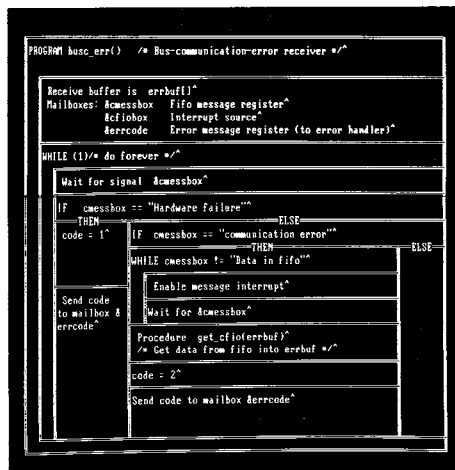 PROGRAM busc_err() /* Bus-communication-error receiver */^
Receive buffer is errbuf[]^
Mailboxes: &cmessbox Fifo message register^
&cfiobox Interrupt source^
&errcode Error message register (to error handler)^
WHILE (1)/* do forever */^
Wait for signal &cmessbox^
IF cmessbox == "Hardware failure"^
THEN
ELSE
code = 1^
IF cmessbox == "communication error"^
THEN
ELSE
WHILE cmessbox != "Data in fifo"^
Enable message interrupt^
Wait for &cmessbox^
Send code
to mailbox &
errcode^
Procedure get_cfio(errbuf)^
/* Get data from fifo into errbuf */^
code = 2^
Send code to mailbox &errcode^